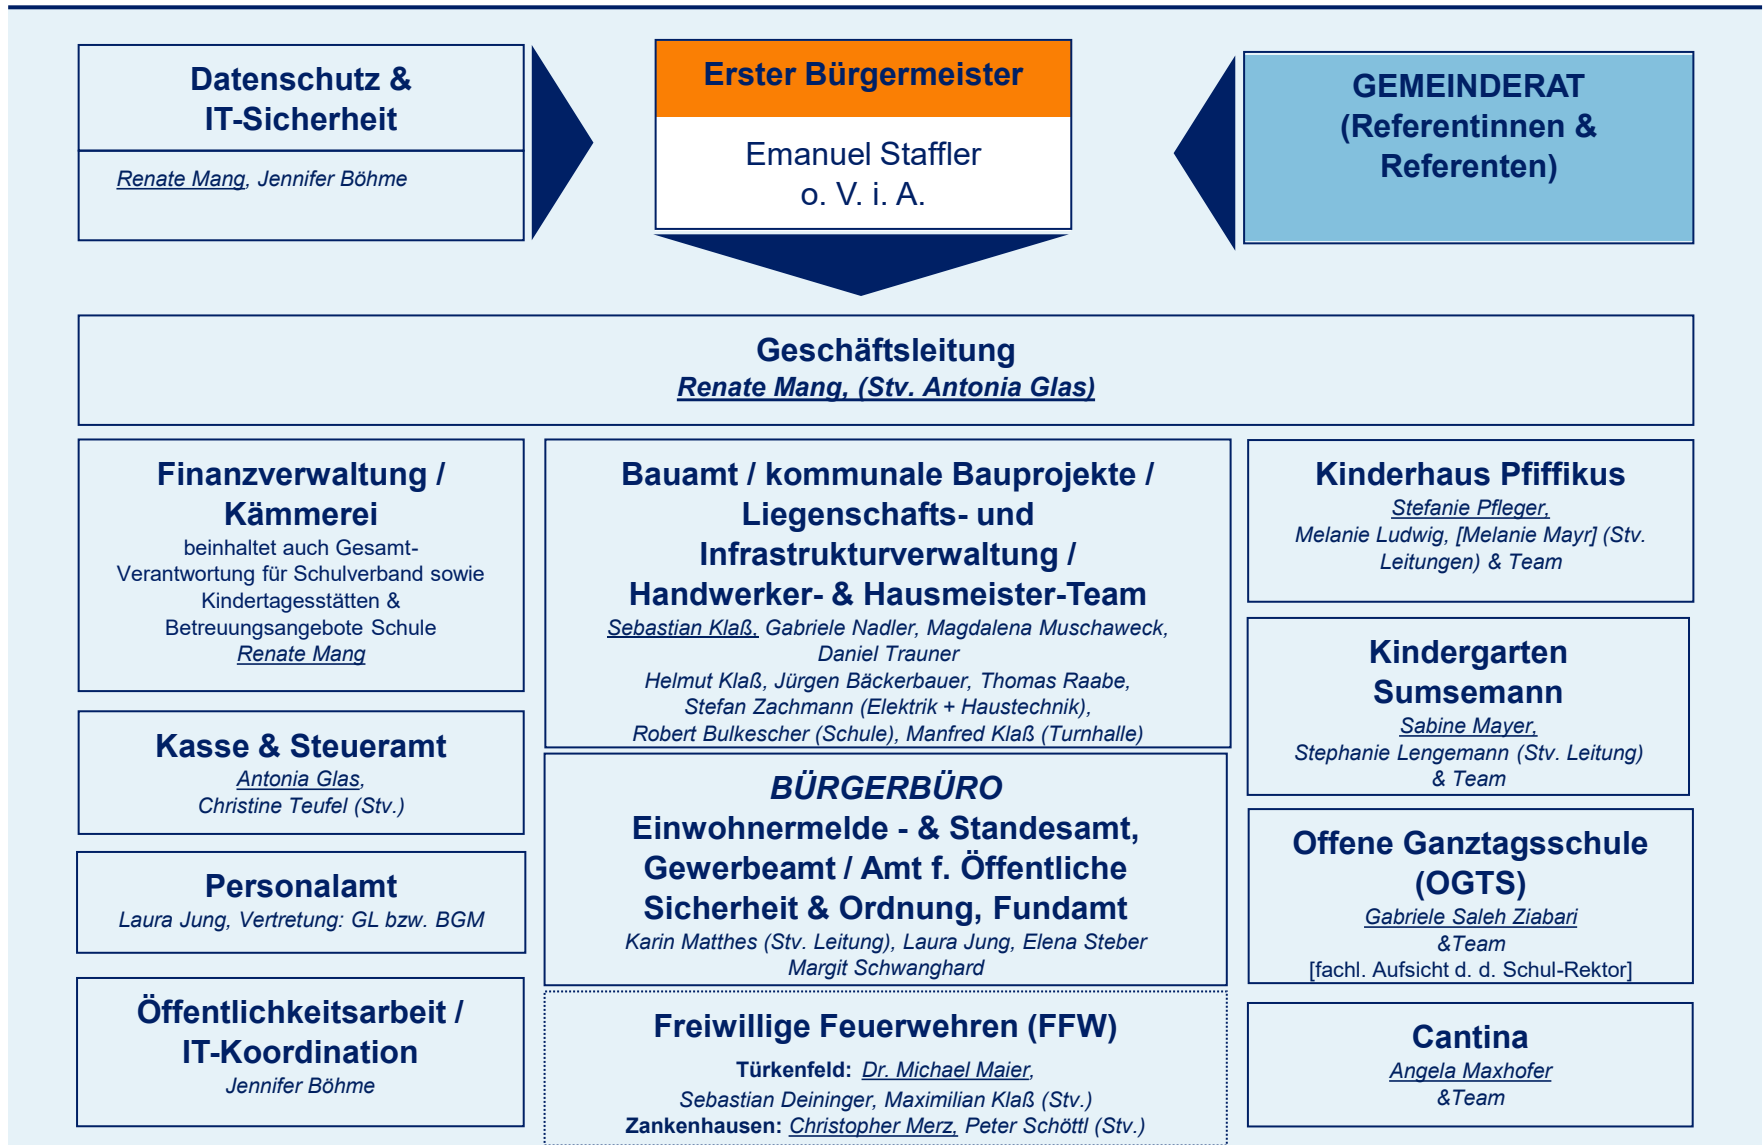 Datenschutz &
IT-Sicherheit
Renate Mang, Jennifer Böhme
Erster Bürgermeister
Emanuel Staffler
o. V. i. A.
GEMEINDERAT
(Referentinnen &
Referenten)
Geschäftsleitung
Renate Mang, (Stv. Antonia Glas)
Finanzverwaltung /
Kämmerei
beinhaltet auch Gesamt-
Verantwortung für Schulverband sowie
Kindertagesstätten &
Betreuungsangebote Schule
Renate Mang
Kasse & Steueramt
Antonia Glas,
Christine Teufel (Stv.)
Personalamt
Laura Jung, Vertretung: GL bzw. BGM
Öffentlichkeitsarbeit /
IT-Koordination
Jennifer Böhme
Bauamt / kommunale Bauprojekte /
Liegenschafts- und
Infrastrukturverwaltung /
Handwerker- & Hausmeister-Team
Sebastian Klaß, Gabriele Nadler, Magdalena Muschaweck,
Daniel Trauner
Helmut Klaß, Jürgen Bäckerbauer, Thomas Raabe,
Stefan Zachmann (Elektrik + Haustechnik),
Robert Bulkescher (Schule), Manfred Klaß (Turnhalle)
BÜRGERBÜRO
Einwohnermelde - & Standesamt,
Gewerbeamt / Amt f. Öffentliche
Sicherheit & Ordnung, Fundamt
Karin Matthes (Stv. Leitung), Laura Jung, Elena Steber
Margit Schwanghard
Freiwillige Feuerwehren (FFW)
Türkenfeld: Dr. Michael Maier,
Sebastian Deininger, Maximilian Klaß (Stv.)
Zankenhausen: Christopher Merz, Peter Schöttl (Stv.)
Kinderhaus Pfiffikus
Stefanie Pfleger,
Melanie Ludwig, [Melanie Mayr] (Stv.
Leitungen) & Team
Kindergarten
Sumsemann
Sabine Mayer,
Stephanie Lengemann (Stv. Leitung)
& Team
Offene Ganztagsschule
(OGTS)
Gabriele Saleh Ziabari
&Team
[fachl. Aufsicht d. d. Schul-Rektor]
Cantina
Angela Maxhofer
&Team